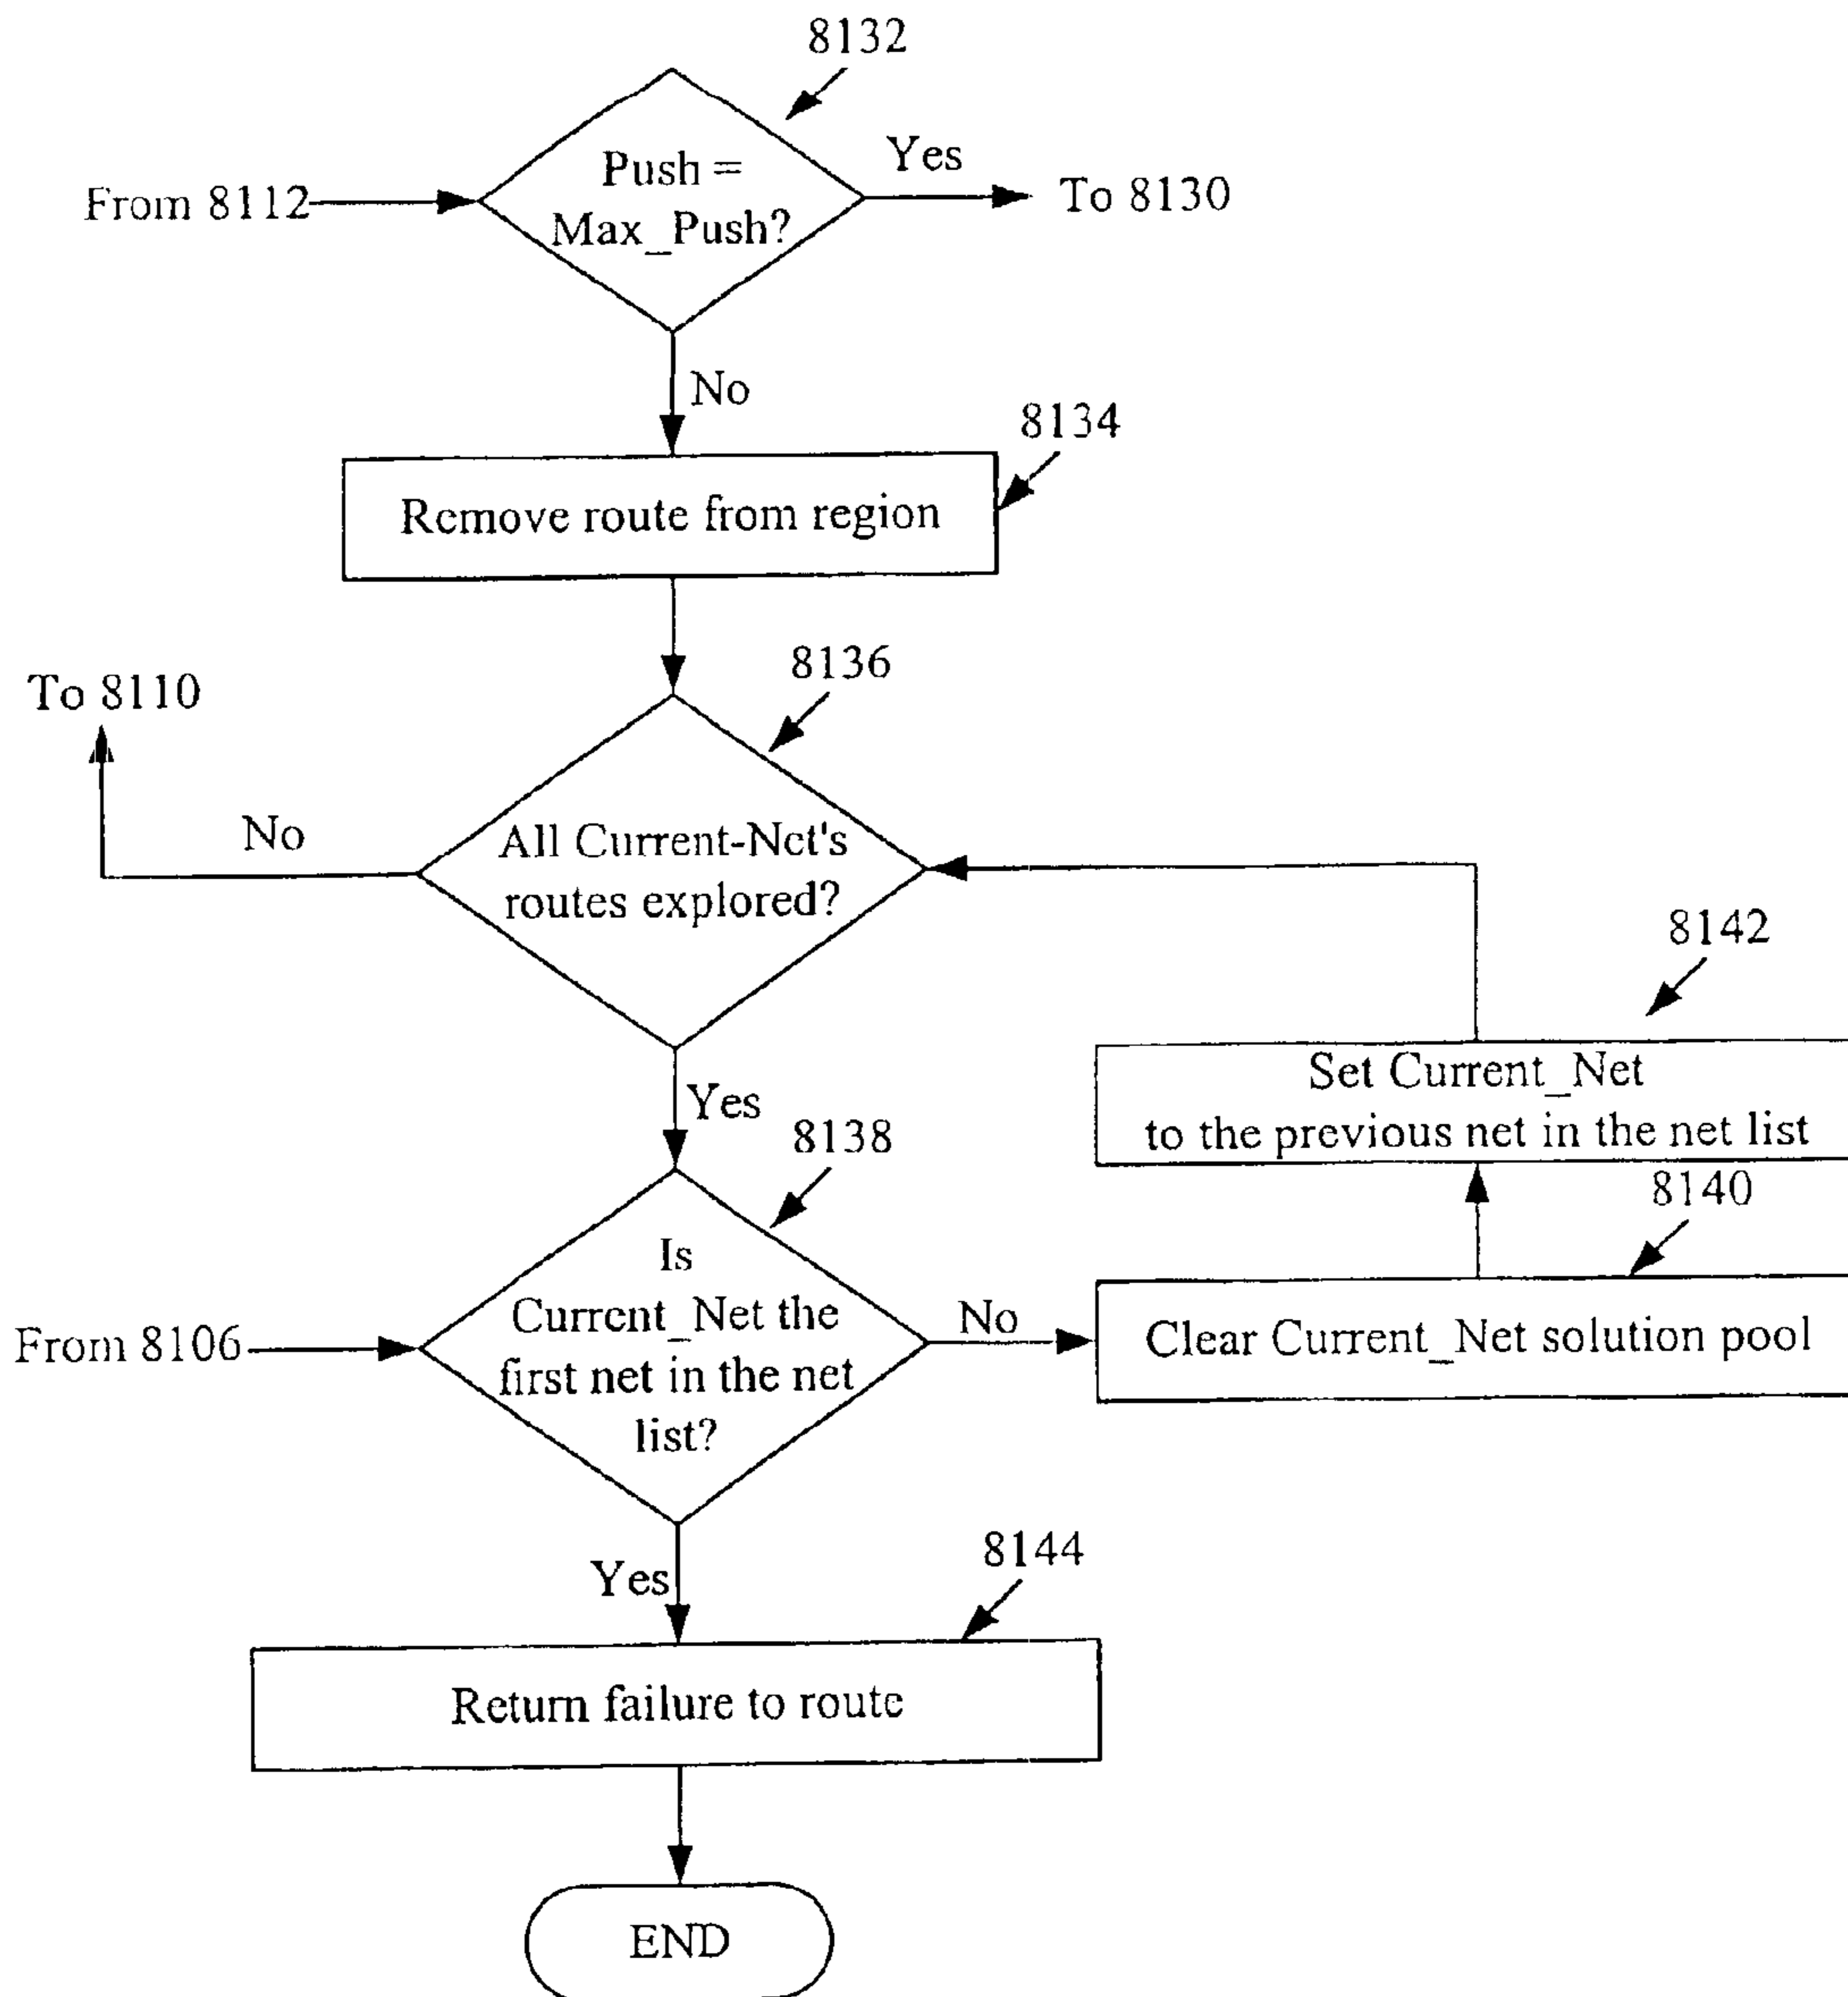 8132
Push =
Max_Push?
Yes
From 8112
To 8130
No
8134
Remove route from region
8136
To 8110
No
All Current-Net's
routes explored?
8142
Set Current_Net
to the previous net in the net list
Yes
8138
8140
Is
Current_Net the
first net in the net
list?
From 8106
No
Clear Current_Net solution pool
Yes
8144
Return failure to route
END